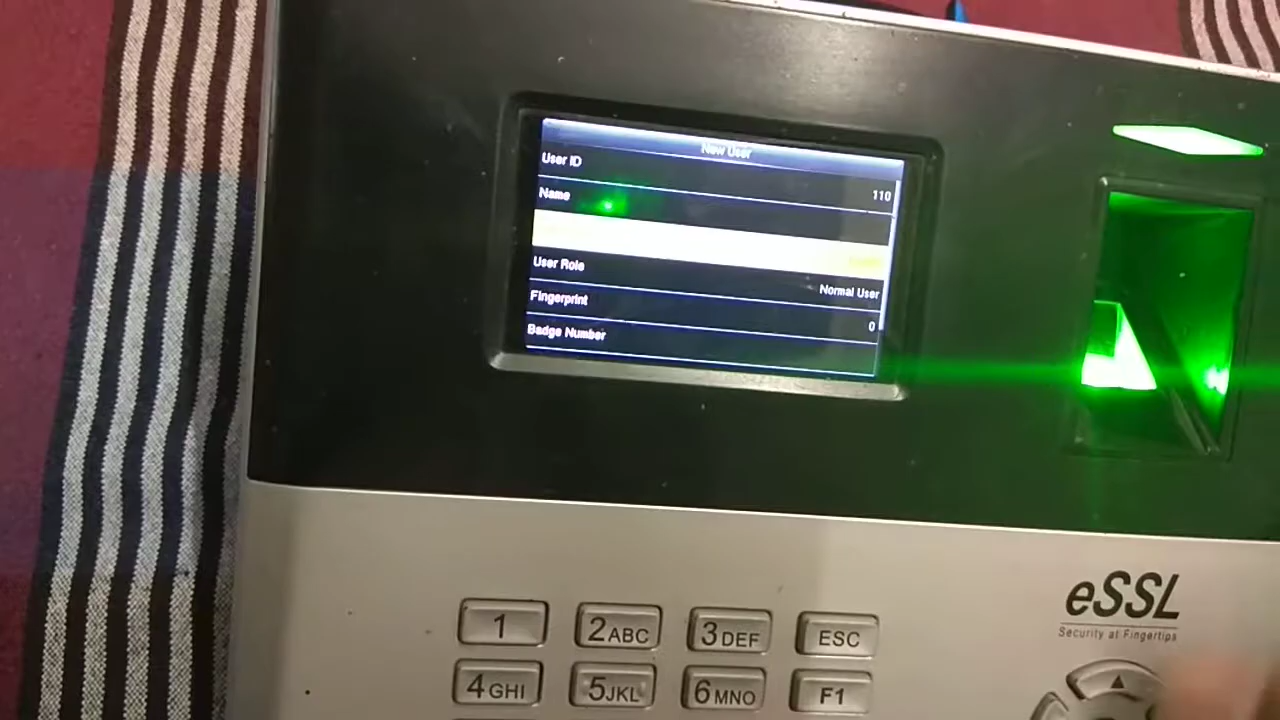 New User
User ID
110
Name
User Role
Normal User
Fingerprint
0
Badge Number
eSSL
Security at Fingertips
1
2ABC
3DEF
ESC
4GHI
5JKL
6MNO
F1